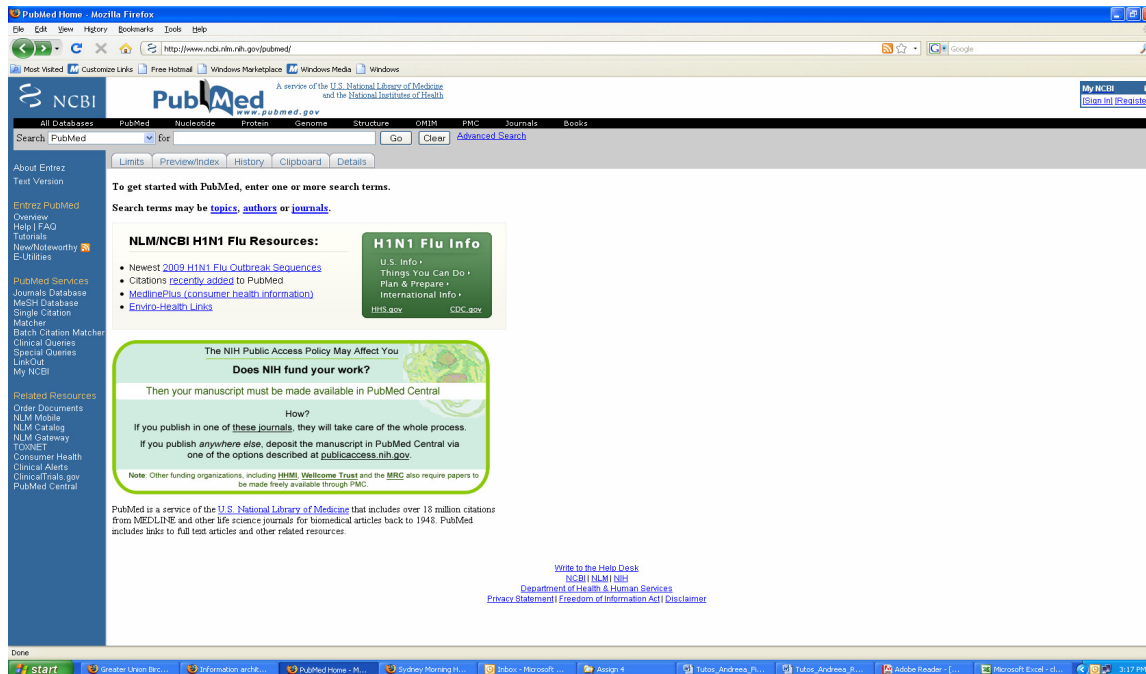 PubMed Home - Mozilla Firefox
File Edit View History Bookmarks Tools Help
http://www.ncbi.nlm.nih.gov/pubmed/
Google
Most Visited Customize Links Free Hotmail Windows Marketplace Windows Media Windows
NCBI
PubMed
www.pubmed.gov
A service of the U.S. National Library of Medicine
and the National Institutes of Health
My NCBI
[Sign In] [Registe
All Databases PubMed Nucleotide Protein Genome Structure OMIM PMC Journals Books
Search PubMed for Go Clear Advanced Search
Limits Preview/Index History Clipboard Details
About Entrez
Text Version
Entrez PubMed
Overview
Help | FAQ
Tutorials
New/Noteworthy
E-Utilities
PubMed Services
Journals Database
MeSH Database
Single Citation
Matcher
Batch Citation Matcher
Clinical Queries
Special Queries
LinkOut
My NCBI
Related Resources
Order Documents
NLM Mobile
NLM Catalog
NLM Gateway
TOXNET
Consumer Health
Clinical Alerts
ClinicalTrials.gov
PubMed Central
To get started with PubMed, enter one or more search terms.
Search terms may be topics, authors or journals.
NLM/NCBI H1N1 Flu Resources:
• Newest 2009 H1N1 Flu Outbreak Sequences
• Citations recently added to PubMed
• MedlinePlus (consumer health information)
• Enviro-Health Links
H1N1 Flu Info
U.S. Info
Things You Can Do
Plan & Prepare
International Info
HHS.gov CDC.gov
The NIH Public Access Policy May Affect You
Does NIH fund your work?
Then your manuscript must be made available in PubMed Central
How?
If you publish in one of these journals, they will take care of the whole process.
If you publish anywhere else, deposit the manuscript in PubMed Central via
one of the options described at publicaccess.nih.gov.
Note: Other funding organizations, including HHMI, Wellcome Trust and the MRC also require papers to
be made freely available through PMC.
PubMed is a service of the U.S. National Library of Medicine that includes over 18 million citations
from MEDLINE and other life science journals for biomedical articles back to 1948. PubMed
includes links to full text articles and other related resources.
Write to the Help Desk
NCBI | NLM | NIH
Department of Health & Human Services
Privacy Statement | Freedom of Information Act | Disclaimer
Done
start Greater Union Birc... Information archit... PubMed Home - M... Sydney Morning H... Inbox - Microsoft ... Assign 4 Tutos_Andreea_Fi... Tutos_Andreea_R... Adobe Reader - [... Microsoft Excel - cl... 3:17 PM